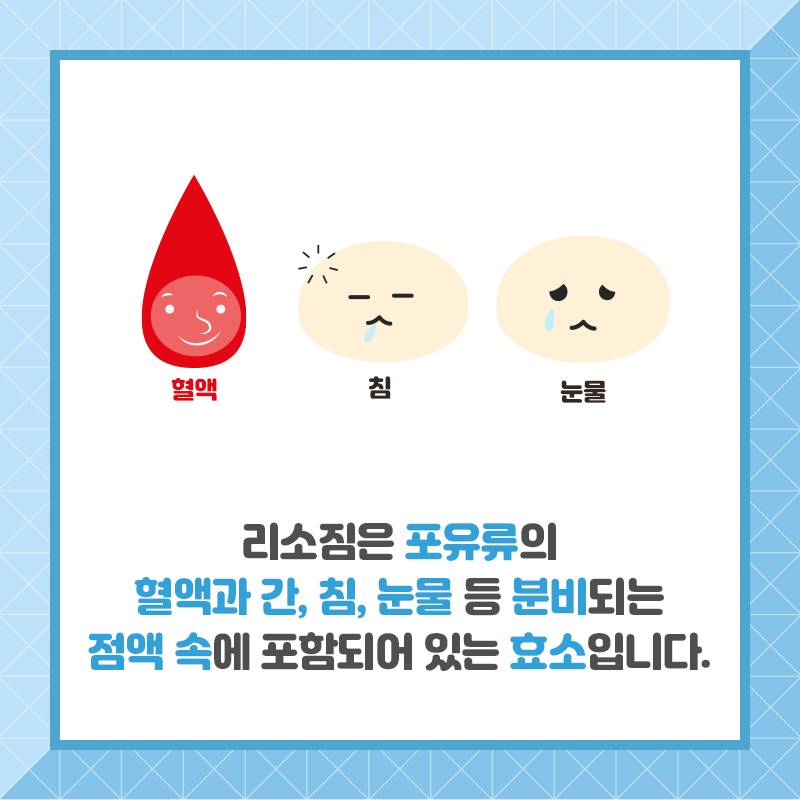 혈액 침 눈물
리소짐은 포유류의
혈액과 간, 침, 눈물 등 분비되는
점액 속에 포함되어 있는 효소입니다.